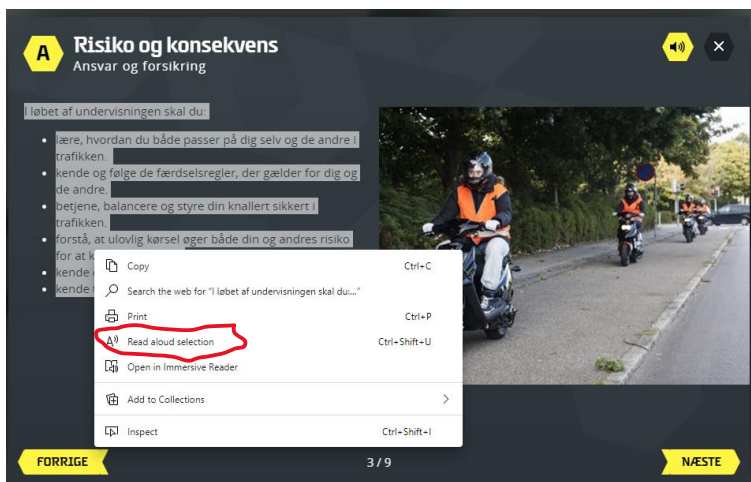 A
Risiko og konsekvens
Ansvar og forsikring
I løbet af undervisningen skal du:
• lære, hvordan du både passer på dig selv og de andre i
trafikken.
• kende og følge de færdselsregler, der gælder for dig og
de andre.
• betjene, balancere og styre din knallert sikkert i
trafikken.
• forstå, at ulovlig kørsel øger både din og andres risiko
for at
• kende
• kende
Copy Ctrl+C
Search the web for "I løbet af undervisningen skal du:..."
Print Ctrl+P
Read aloud selection Ctrl+Shift+U
Open in Immersive Reader
Add to Collections
Inspect Ctrl+Shift+I
FORRIGE
3 / 9
NÆSTE